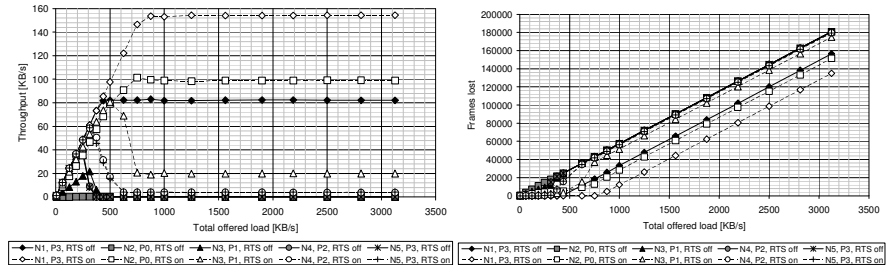 160
140
120
100
80
60
40
20
0
Throughput [KB/s]
0 500 1000 1500 2000 2500 3000 3500
Total offered load [KB/s]
N1, P3, RTS off N2, P0, RTS off N3, P1, RTS off N4, P2, RTS off N5, P3, RTS off
N1, P3, RTS on N2, P0, RTS on N3, P1, RTS on N4, P2, RTS on N5, P3, RTS on
200000
180000
160000
140000
120000
100000
80000
60000
40000
20000
0
Frames lost
0 500 1000 1500 2000 2500 3000 3500
Total offered load [KB/s]
N1, P3, RTS off N2, P0, RTS off N3, P1, RTS off N4, P2, RTS off N5, P3, RTS off
N1, P3, RTS on N2, P0, RTS on N3, P1, RTS on N4, P2, RTS on N5, P3, RTS on